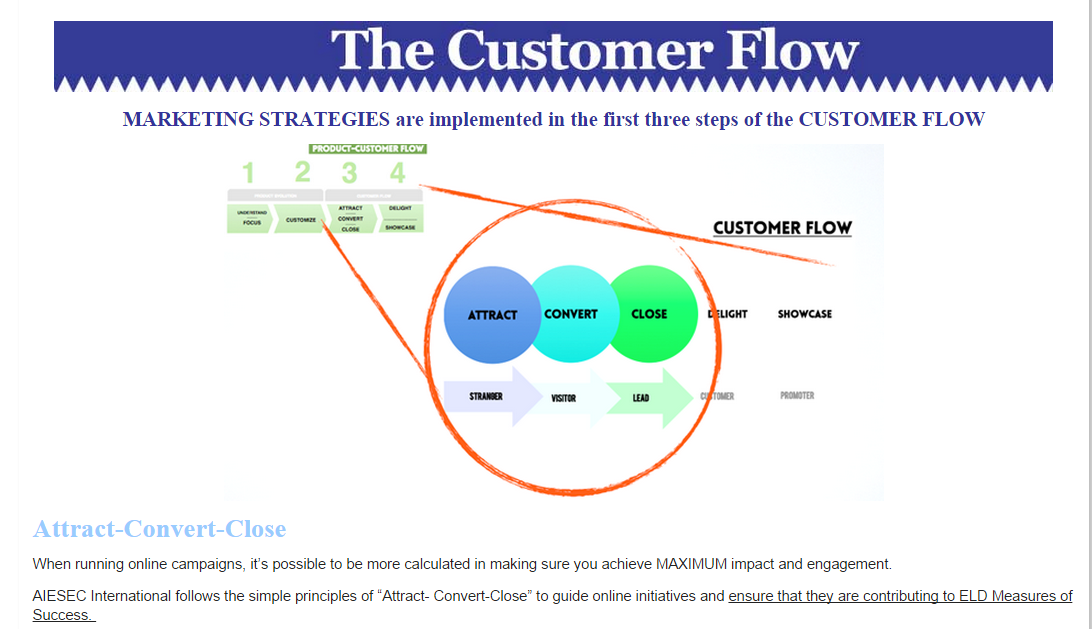 The Customer Flow
MARKETING STRATEGIES are implemented in the first three steps of the CUSTOMER FLOW
PRODUCT-CUSTOMER FLOW
1 2 3 4
UNDERSTAND
FOCUS
CUSTOMIZE
ATTRACT
CONVERT
CLOSE
DELIGHT
SHOWCASE
CUSTOMER FLOW
ATTRACT CONVERT CLOSE DELIGHT SHOWCASE
STRANGER VISITOR LEAD CUSTOMER PROMOTER
Attract-Convert-Close
When running online campaigns, it’s possible to be more calculated in making sure you achieve MAXIMUM impact and engagement.
AIESEC International follows the simple principles of “Attract- Convert-Close” to guide online initiatives and ensure that they are contributing to ELD Measures of
Success.